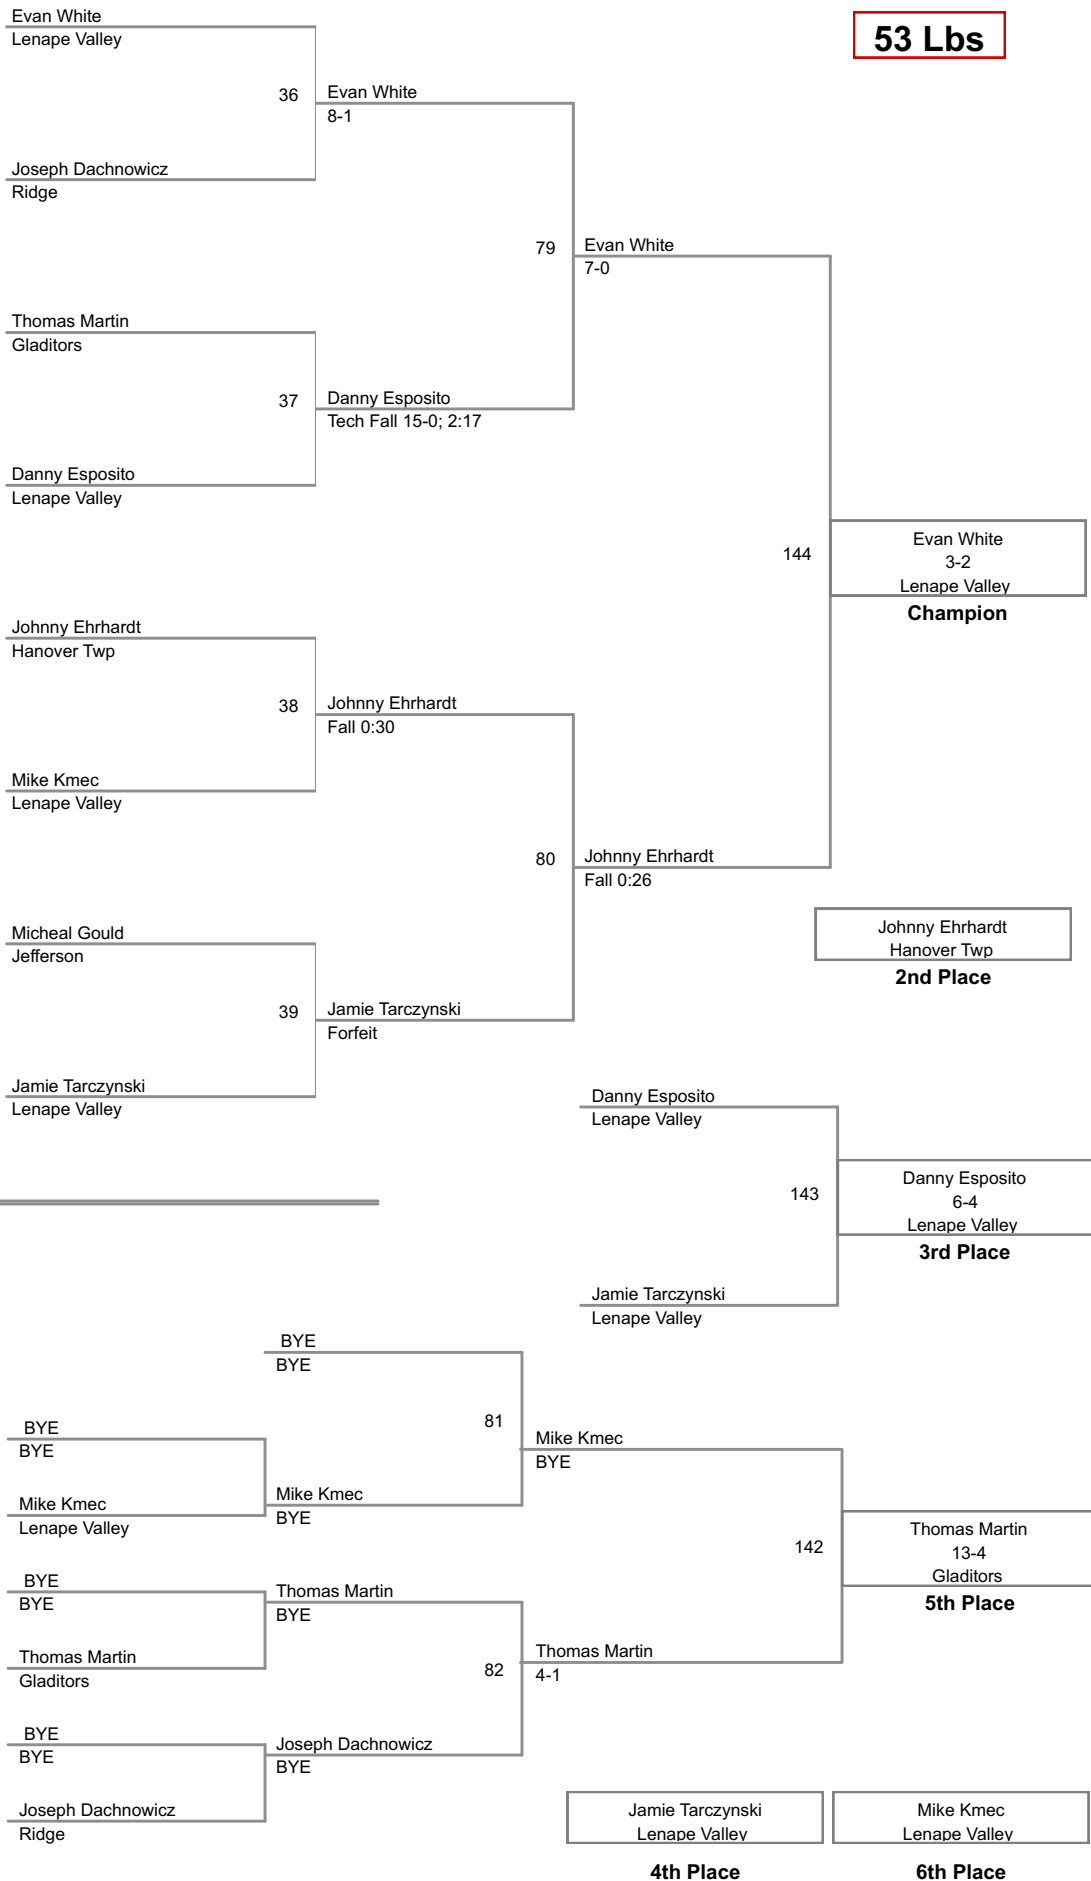 Evan White
Lenape Valley
53 Lbs
36
Evan White
8-1
Joseph Dachnowicz
Ridge
79
Evan White
7-0
Thomas Martin
Gladitors
37
Danny Esposito
Tech Fall 15-0; 2:17
Danny Esposito
Lenape Valley
144
Evan White
3-2
Lenape Valley
Champion
Johnny Ehrhardt
Hanover Twp
38
Johnny Ehrhardt
Fall 0:30
Mike Kmec
Lenape Valley
80
Johnny Ehrhardt
Fall 0:26
Micheal Gould
Jefferson
Johnny Ehrhardt
Hanover Twp
2nd Place
39
Jamie Tarczynski
Forfeit
Jamie Tarczynski
Lenape Valley
Danny Esposito
Lenape Valley
143
Danny Esposito
6-4
Lenape Valley
3rd Place
Jamie Tarczynski
Lenape Valley
BYE
BYE
81
BYE
BYE
Mike Kmec
BYE
Mike Kmec
Lenape Valley
Mike Kmec
BYE
142
Thomas Martin
13-4
Gladitors
5th Place
BYE
BYE
Thomas Martin
BYE
Thomas Martin
Gladitors
82
Thomas Martin
4-1
BYE
BYE
Joseph Dachnowicz
BYE
Joseph Dachnowicz
Ridge
Jamie Tarczynski
Lenape Valley
4th Place
Mike Kmec
Lenape Valley
6th Place